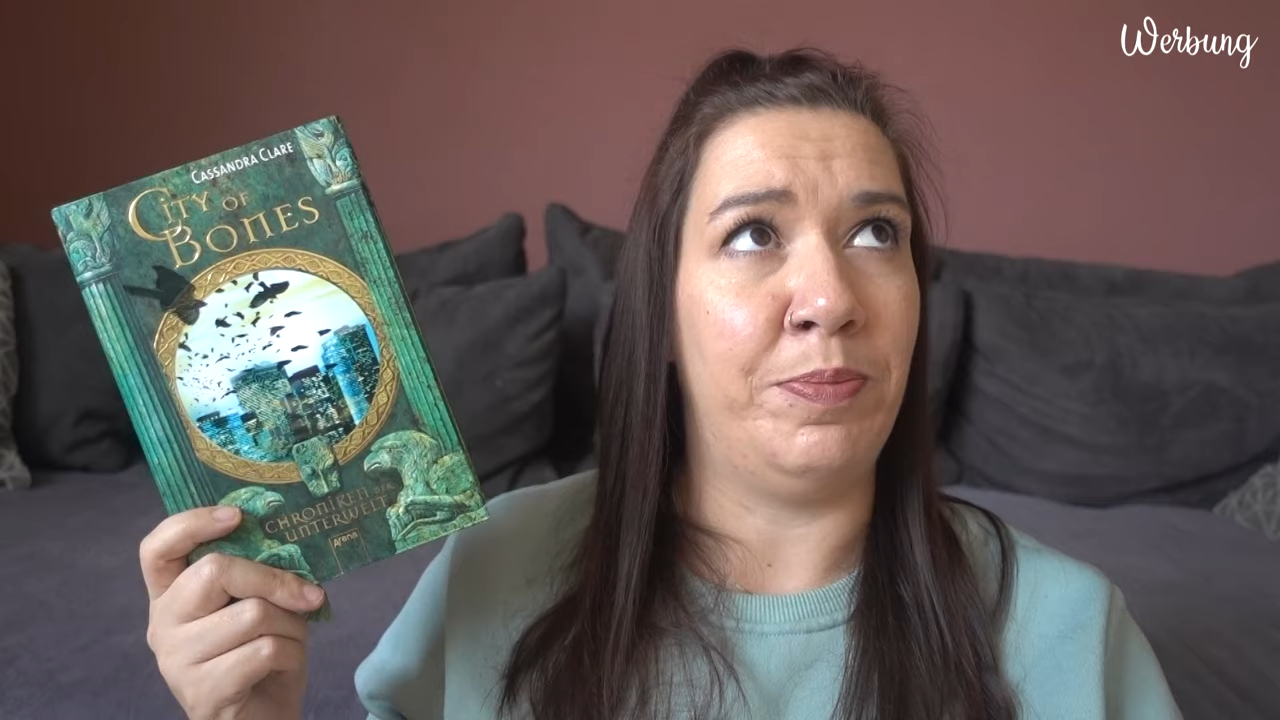 Werbung
CASSANDRA CLARE
CITY OF
BONES
CHRONIKEN DER
UNTERWELT
Arena